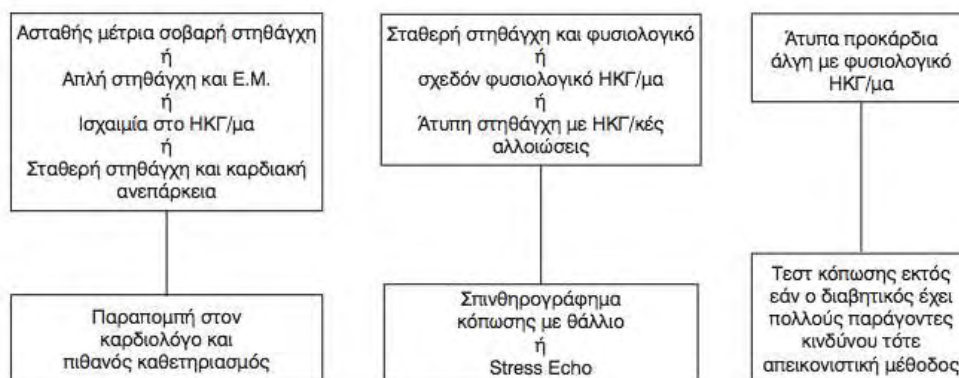 Ασταθής μέτρια σοβαρή στηθάγχη
ή
Απλή στηθάγχη και Ε.Μ.
ή
Ισχαιμία στο ΗΚΓ/μα
ή
Σταθερή στηθάγχη και καρδιακή
ανεπάρκεια
Παραπομπή στον
καρδιολόγο και
πιθανός καθετηριασμός
Σταθερή στηθάγχη και φυσιολογικό
ή
σχεδόν φυσιολογικό ΗΚΓ/μα
ή
Άτυπη στηθάγχη με ΗΚΓ/κές
αλλοιώσεις
Σπινθηρογράφημα
κόπωσης με θάλλιο
ή
Stress Echo
Άτυπα προκάρδια
άλγη με φυσιολογικό
ΗΚΓ/μα
Τεστ κόπωσης εκτός
εάν ο διαβητικός έχει
πολλούς παράγοντες
κινδύνου τότε
απεικονιστική μέθοδος